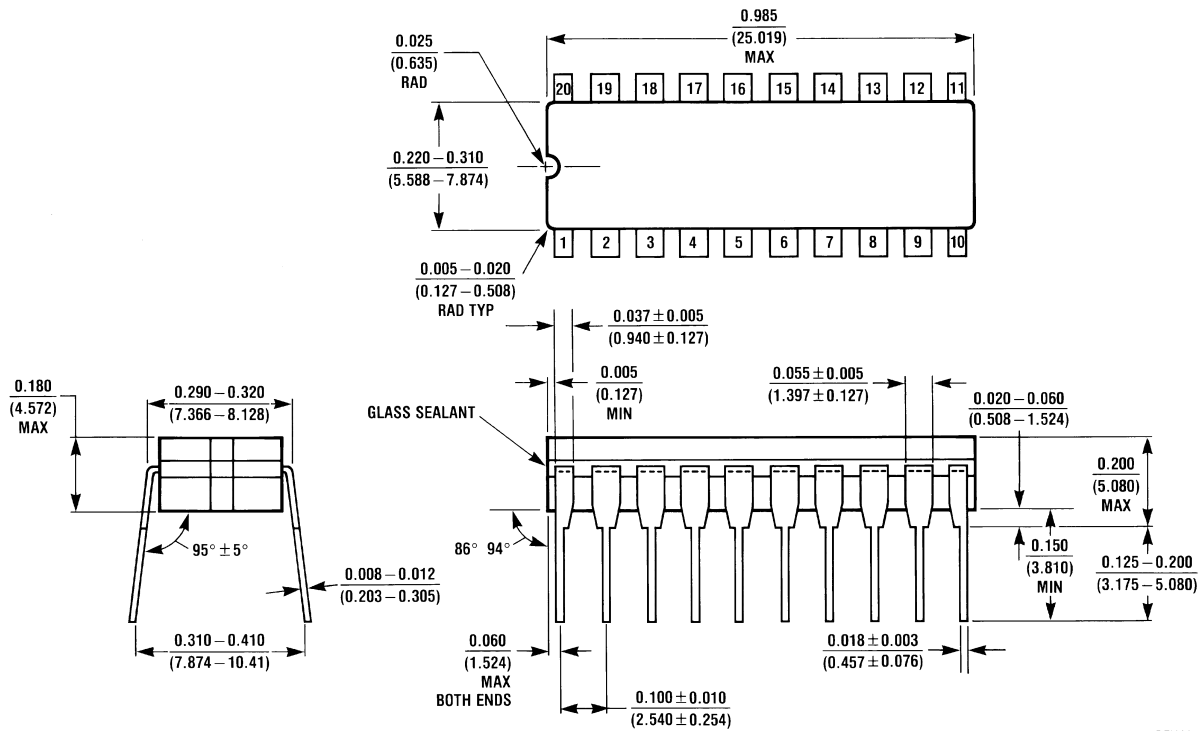 0.985
(25.019)
MAX
0.025
(0.635)
RAD
20 19 18 17 16 15 14 13 12 11
0.220 – 0.310
(5.588 – 7.874)
1 2 3 4 5 6 7 8 9 10
0.005 – 0.020
(0.127 – 0.508)
RAD TYP
0.037 ± 0.005
(0.940 ± 0.127)
0.180
(4.572)
MAX
0.290 – 0.320
(7.366 – 8.128)
GLASS SEALANT
0.005
(0.127)
MIN
0.055 ± 0.005
(1.397 ± 0.127)
0.020 – 0.060
(0.508 – 1.524)
0.200
(5.080)
MAX
95° ± 5°
86° 94°
0.150
(3.810)
MIN
0.125 – 0.200
(3.175 – 5.080)
0.008 – 0.012
(0.203 – 0.305)
0.310 – 0.410
(7.874 – 10.41)
0.060
(1.524)
MAX
BOTH ENDS
0.018 ± 0.003
(0.457 ± 0.076)
0.100 ± 0.010
(2.540 ± 0.254)